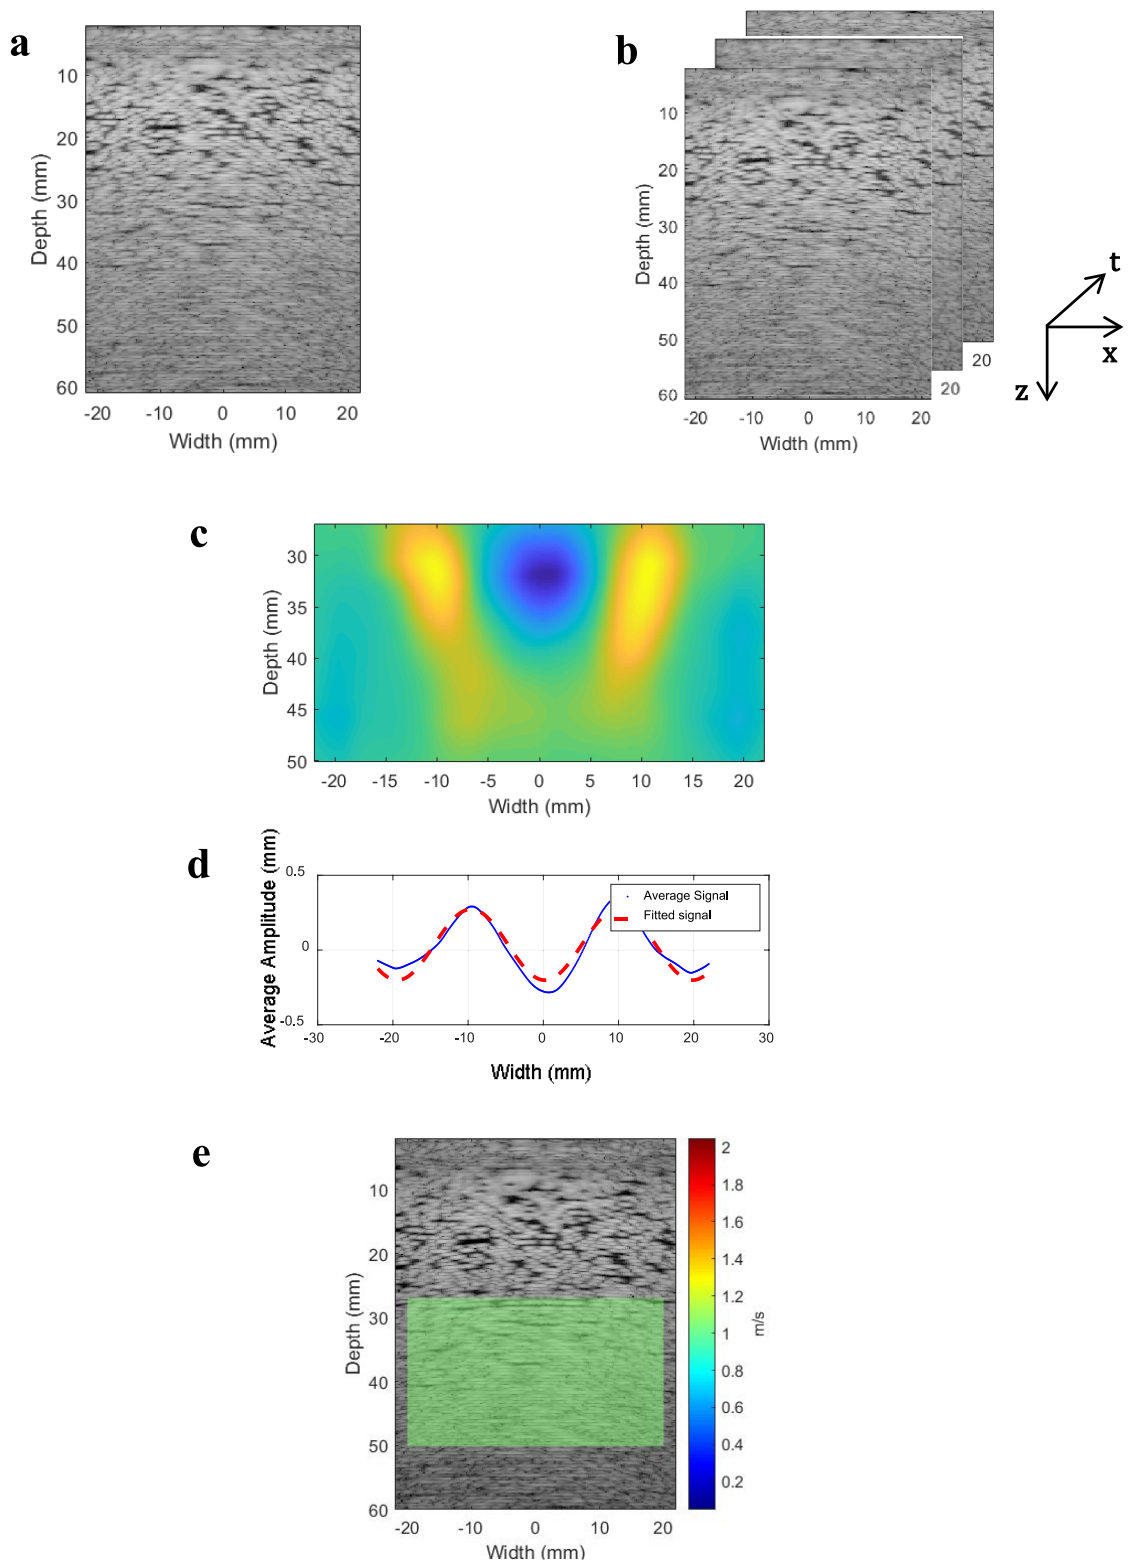 a
10
20
30
40
50
60
Depth (mm)
-20 -10 0 10 20
Width (mm)
b
10
20
30
40
50
60
Depth (mm)
-20 -10 0 10 20
20
20
Width (mm)
t
x
z
c
30
35
40
45
50
Depth (mm)
-20 -15 -10 -5 0 5 10 15 20
Width (mm)
d
Average Amplitude (mm)
0.5
0
-0.5
-30 -20 -10 0 10 20 30
Average Signal
Fitted signal
Width (mm)
e
10
20
30
40
50
60
Depth (mm)
-20 -10 0 10 20
Width (mm)
2
1.8
1.6
1.4
1.2
1
0.8
0.6
0.4
0.2
m/s